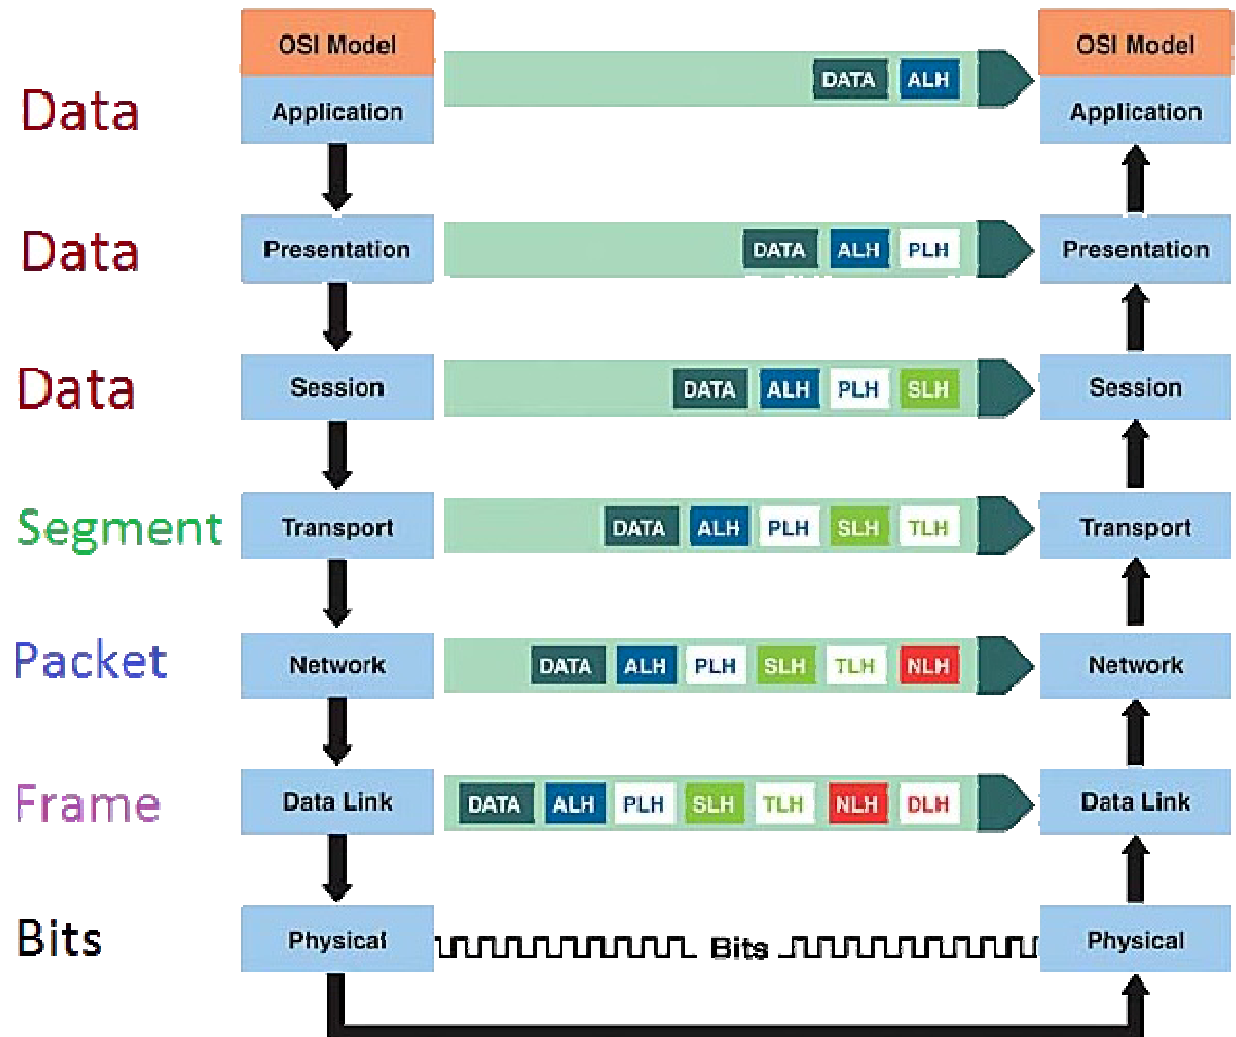 OSI Model
OSI Model
DATA ALH
Data
Application
Application
Data
Presentation
DATA ALH PLH
Presentation
Data
Session
DATA ALH PLH SLH
Session
Segment
Transport
DATA ALH PLH SLH TLH
Transport
Packet
Network
DATA ALH PLH SLH TLH NLH
Network
Frame
Data Link
DATA ALH PLH SLH TLH NLH DLH
Data Link
Bits
Physical
Bits
Physical